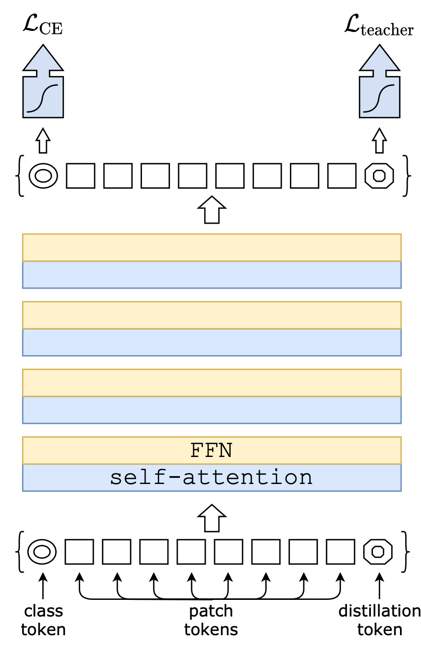 ℒCE
ℒteacher
FFN
self-attention
class
token
patch
tokens
distillation
token